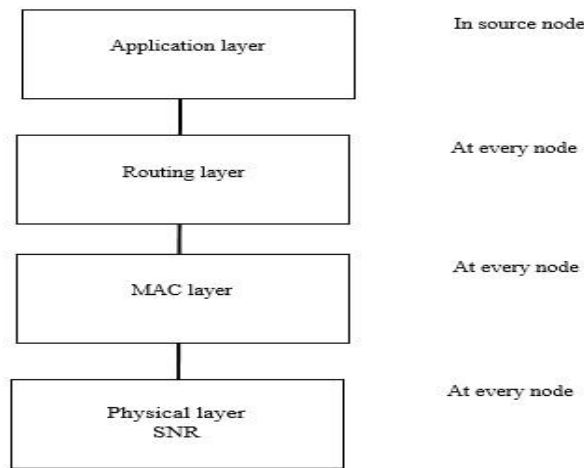 Application layer
In source node
Routing layer
At every node
MAC layer
At every node
Physical layer
SNR
At every node